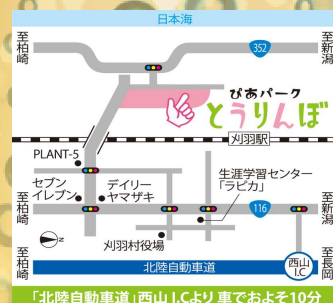 日本海
至柏崎
352
至新潟
ぴあパーク
とうりんぼ
刈羽駅
PLANT-5
セブン
イレブン
デイリー
ヤマザキ
生涯学習センター
「ラピカ」
至柏崎
116
至新潟
N
刈羽村役場
至柏崎
北陸自動車道
西山
I.C
至長岡
「北陸自動車道」西山 I.Cより 車でおよそ10分